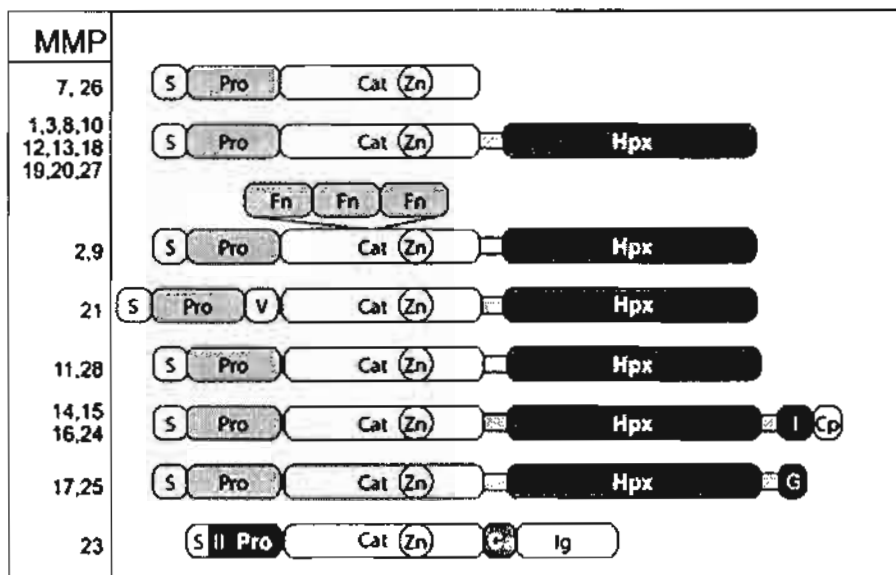 MMP
7, 26
S Pro Cat Zn
1,3,8,10
12,13,18
19,20,27
S Pro Cat Zn Hpx
Fn Fn Fn
2,9
S Pro Cat Zn Hpx
21
S Pro V Cat Zn Hpx
11,28
S Pro Cat Zn Hpx
14,15
16,24
S Pro Cat Zn Hpx I Cp
17,25
S Pro Cat Zn Hpx G
23
S II Pro Cat Zn Ig